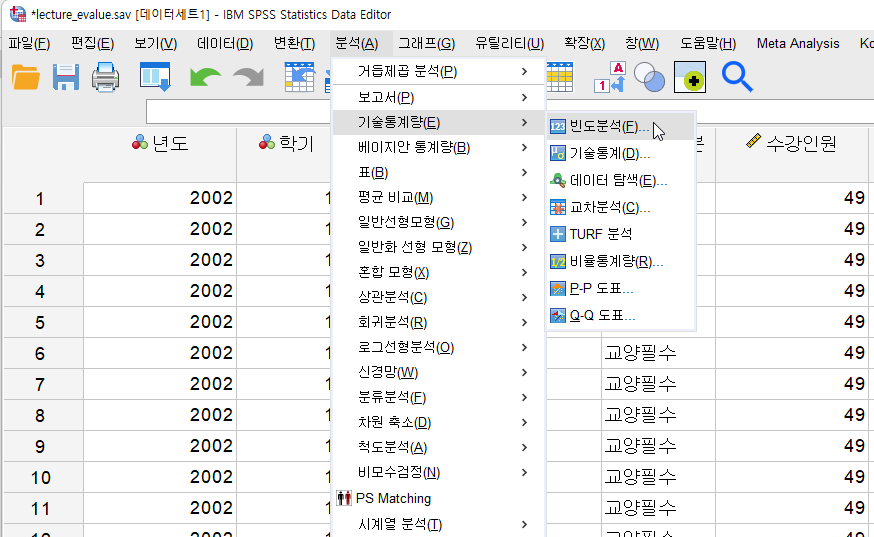 *lecture_evalue.sav [데이터세트1] - IBM SPSS Statistics Data Editor
파일(F) 편집(E) 보기(V) 데이터(D) 변환(T) 분석(A) 그래프(G) 유틸리티(U) 확장(X) 창(W) 도움말(H) Meta Analysis Ko
거듭제곱 분석(P)
보고서(P)
기술통계량(E)
베이지안 통계량(B)
표(B)
평균 비교(M)
일반선형모형(G)
일반화 선형 모형(Z)
혼합 모형(X)
상관분석(C)
회귀분석(R)
로그선형분석(O)
신경망(W)
분류분석(F)
차원 축소(D)
척도분석(A)
비모수검정(N)
PS Matching
시계열 분석(T)
123 빈도분석(F)...
기술통계(D)...
데이터 탐색(E)...
교차분석(C)...
TURF 분석
1/2 비율통계량(R)...
P-P 도표...
Q-Q 도표...
년도 학기 분 수강인원
1 2002 1 49
2 2002 1 49
3 2002 1 49
4 2002 1 49
5 2002 1 49
6 2002 1 교양필수 49
7 2002 1 교양필수 49
8 2002 1 교양필수 49
9 2002 1 교양필수 49
10 2002 1 교양필수 49
11 2002 1 교양필수 49